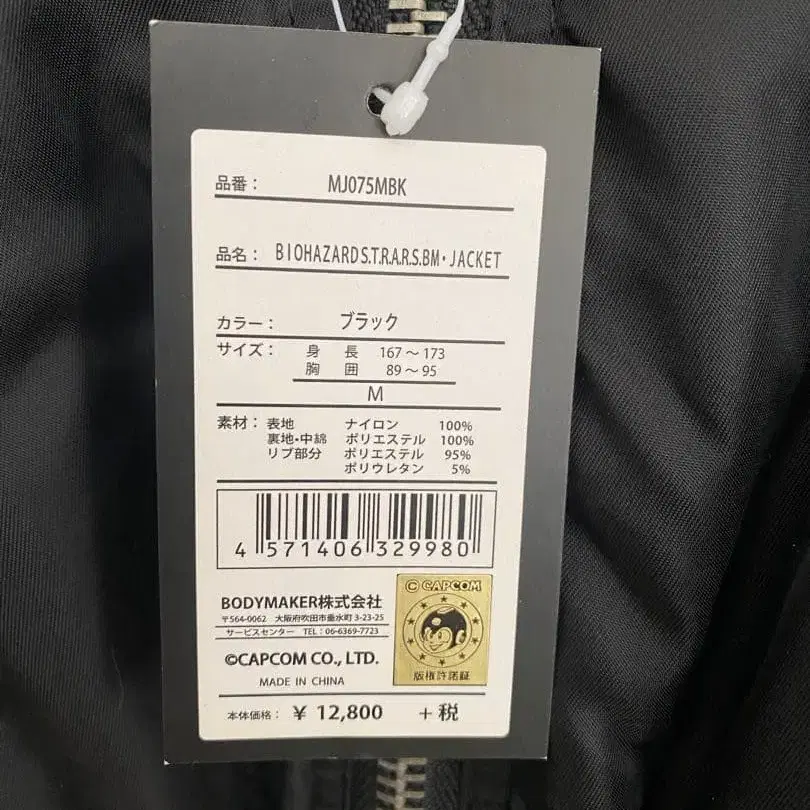 品番： MJ075MBK
品名： BIOHAZARD S.T.R.A.R.S.BM・JACKET
カラー： ブラック
サイズ： 身 長 167～173
胸 囲 89～95
M
素材： 表地 ナイロン 100%
裏地・中綿 ポリエステル 100%
リブ部分 ポリエステル 95%
ポリウレタン 5%
4 571406 329980
BODYMAKER株式会社
〒564-0062 大阪府吹田市垂水町 3-23-25
サービスセンター TEL：06-6369-7723
©CAPCOM CO., LTD.
MADE IN CHINA
© CAPCOM
版権許諾証
本体価格： ¥ 12,800 +税